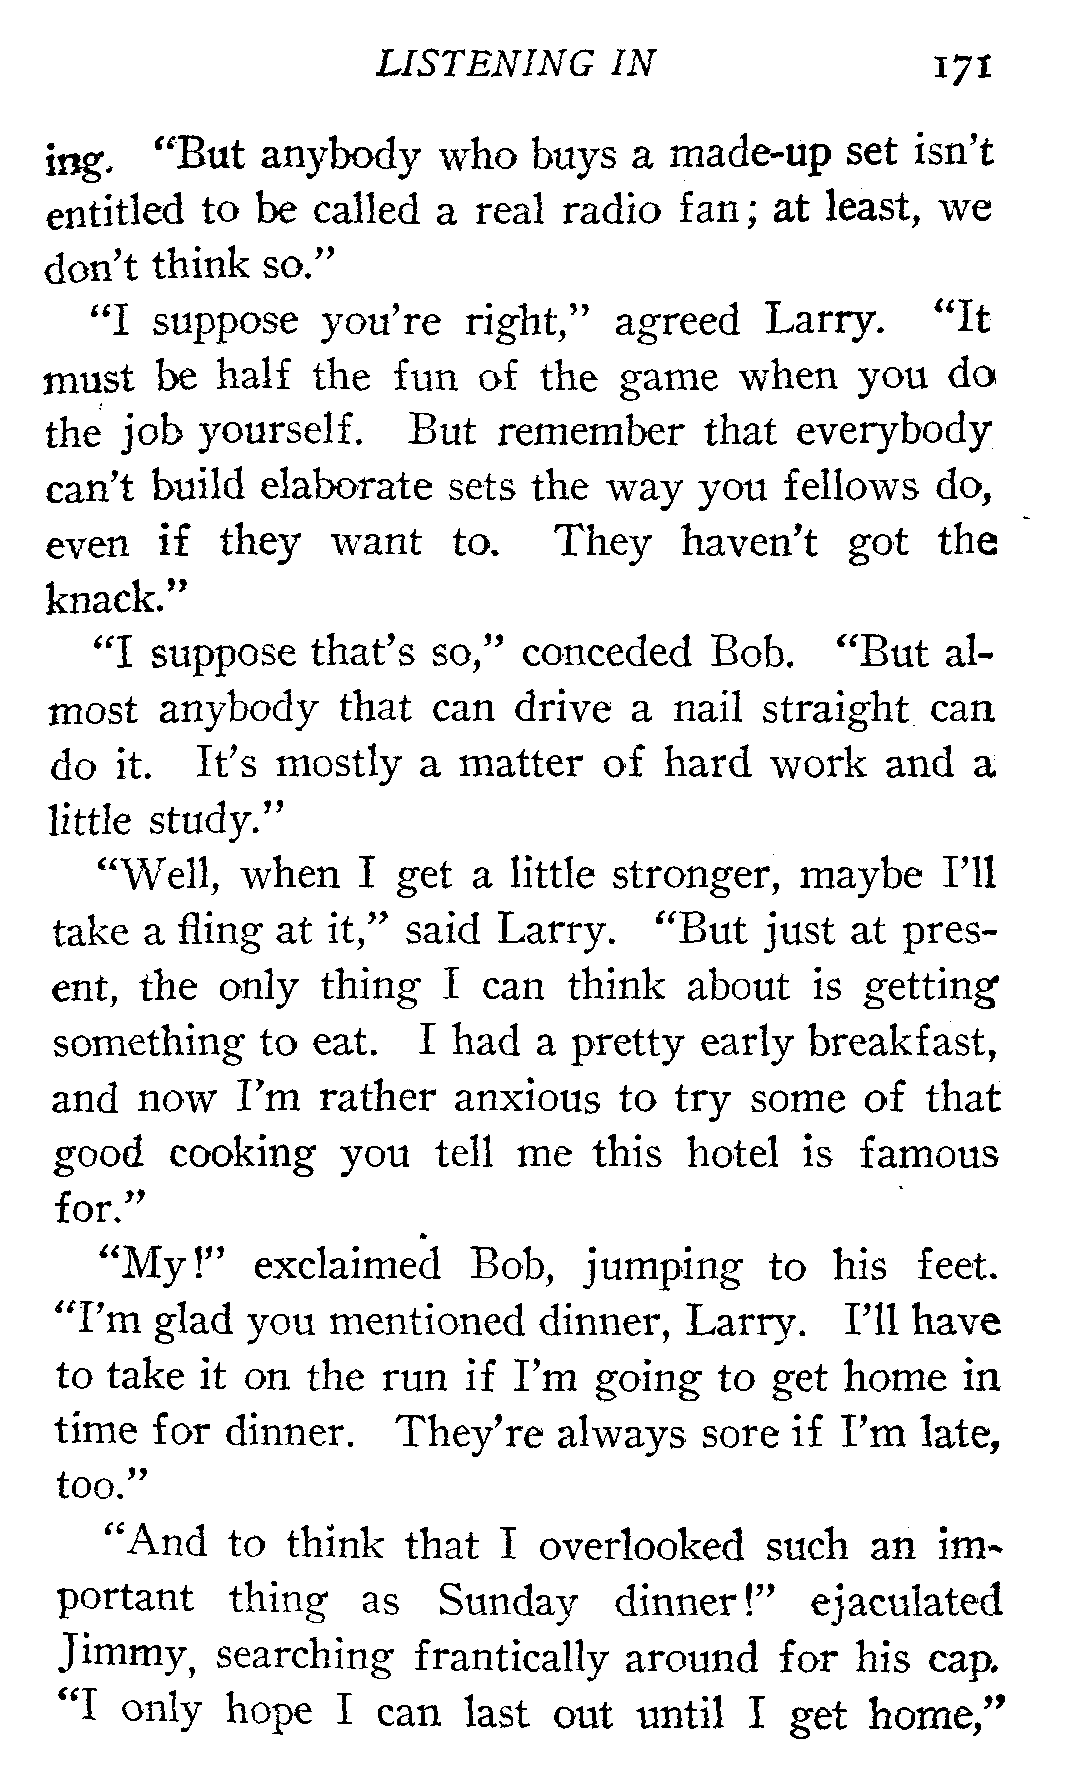 LISTENING IN 171
ing. "But anybody who buys a made-up set isn't
entitled to be called a real radio fan; at least, we
don't think so."
"I suppose you're right," agreed Larry. "It
must be half the fun of the game when you do
the job yourself. But remember that everybody
can't build elaborate sets the way you fellows do,
even if they want to. They haven't got the
knack."
"I suppose that's so," conceded Bob. "But al-
most anybody that can drive a nail straight can
do it. It's mostly a matter of hard work and a
little study."
"Well, when I get a little stronger, maybe I'll
take a fling at it," said Larry. "But just at pres-
ent, the only thing I can think about is getting
something to eat. I had a pretty early breakfast,
and now I'm rather anxious to try some of that
good cooking you tell me this hotel is famous
for."
"My!" exclaimed Bob, jumping to his feet.
"I'm glad you mentioned dinner, Larry. I'll have
to take it on the run if I'm going to get home in
time for dinner. They're always sore if I'm late,
too."
"And to think that I overlooked such an im-
portant thing as Sunday dinner!" ejaculated
Jimmy, searching frantically around for his cap.
"I only hope I can last out until I get home,"